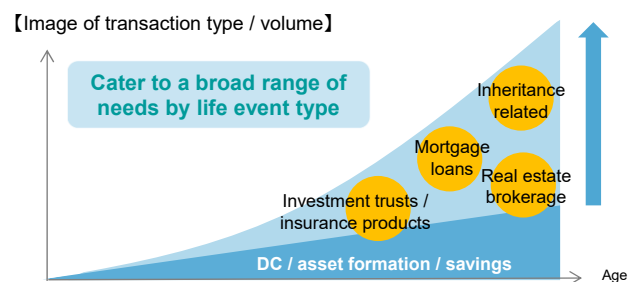 【Image of transaction type / volume】
Cater to a broad range of
needs by life event type
Inheritance
related
Mortgage
loans
Real estate
brokerage
Investment trusts /
insurance products
DC / asset formation / savings
Age